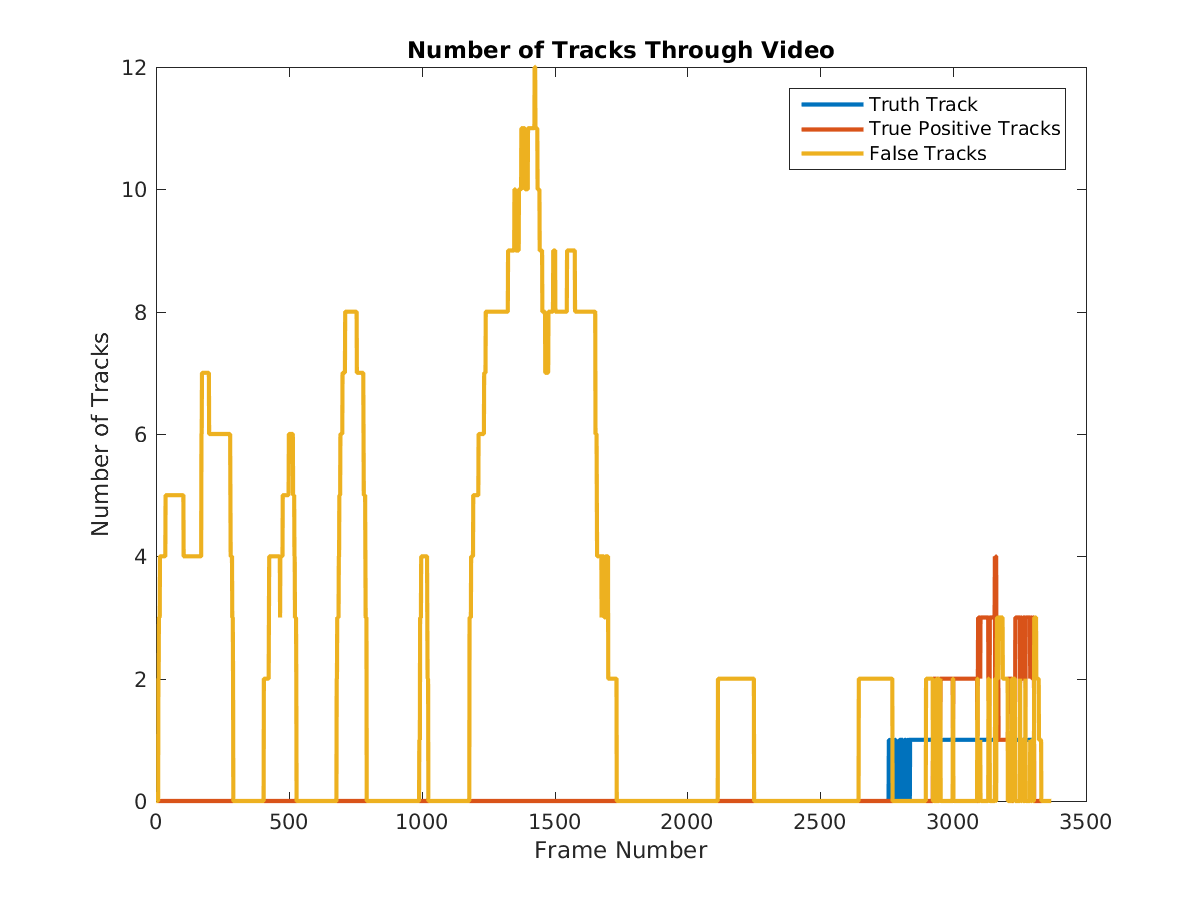 Number of Tracks Through Video
Truth Track
True Positive Tracks
False Tracks
12
10
8
6
4
2
0
Number of Tracks
0 500 1000 1500 2000 2500 3000 3500
Frame Number